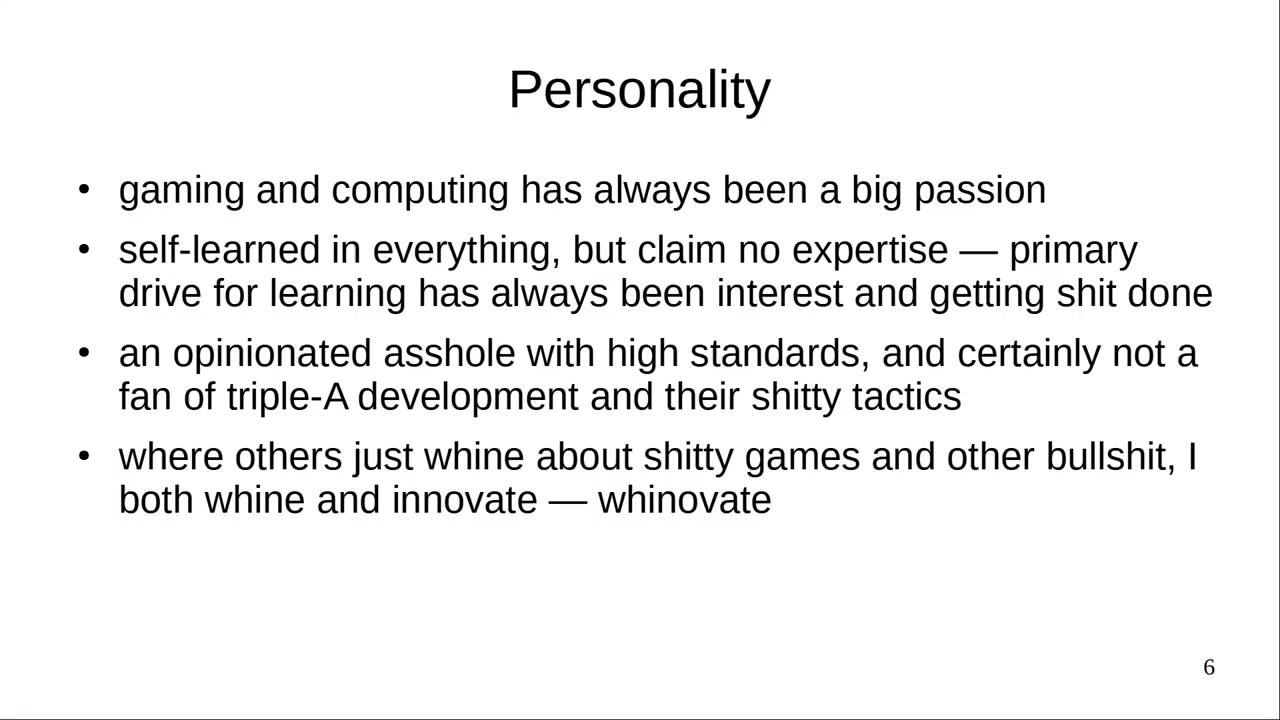 Personality
• gaming and computing has always been a big passion
• self-learned in everything, but claim no expertise — primary
drive for learning has always been interest and getting shit done
• an opinionated asshole with high standards, and certainly not a
fan of triple-A development and their shitty tactics
• where others just whine about shitty games and other bullshit, I
both whine and innovate — whinovate
6